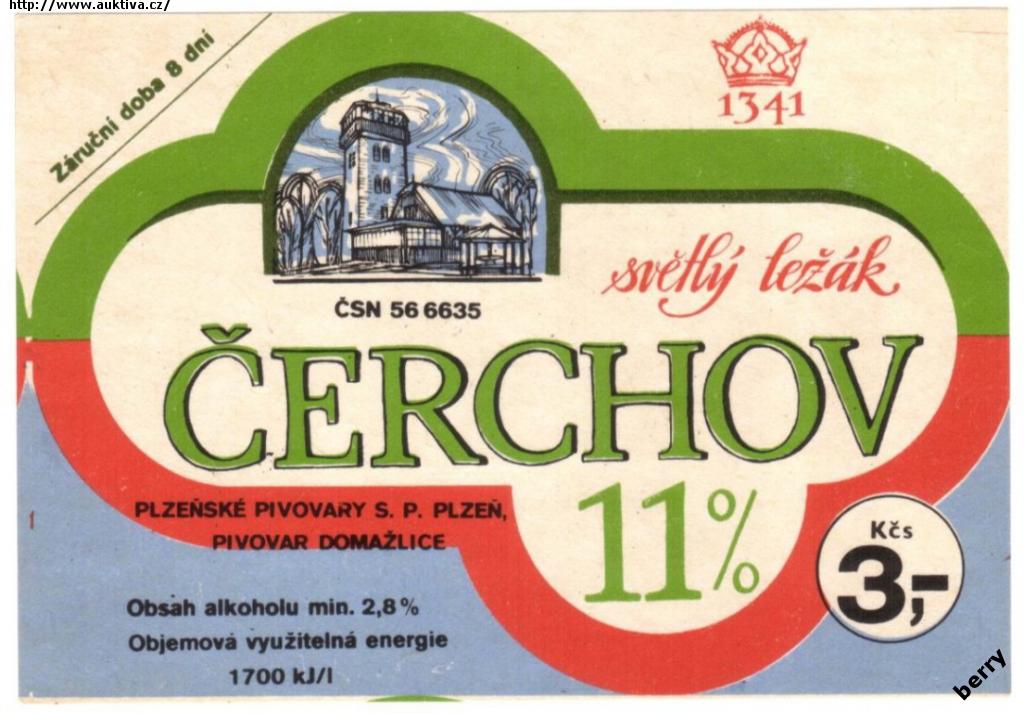 http://www.auktiva.cz/
Záruční doba 8 dní
1341
světlý ležák
ČSN 56 6635
ČERCHOV
11%
PLZEŇSKÉ PIVOVARY S. P. PLZEŇ,
PIVOVAR DOMAŽLICE
Kčs
3,-
Obsah alkoholu min. 2,8%
Objemová využitelná energie
1700 kJ/l
1
berry